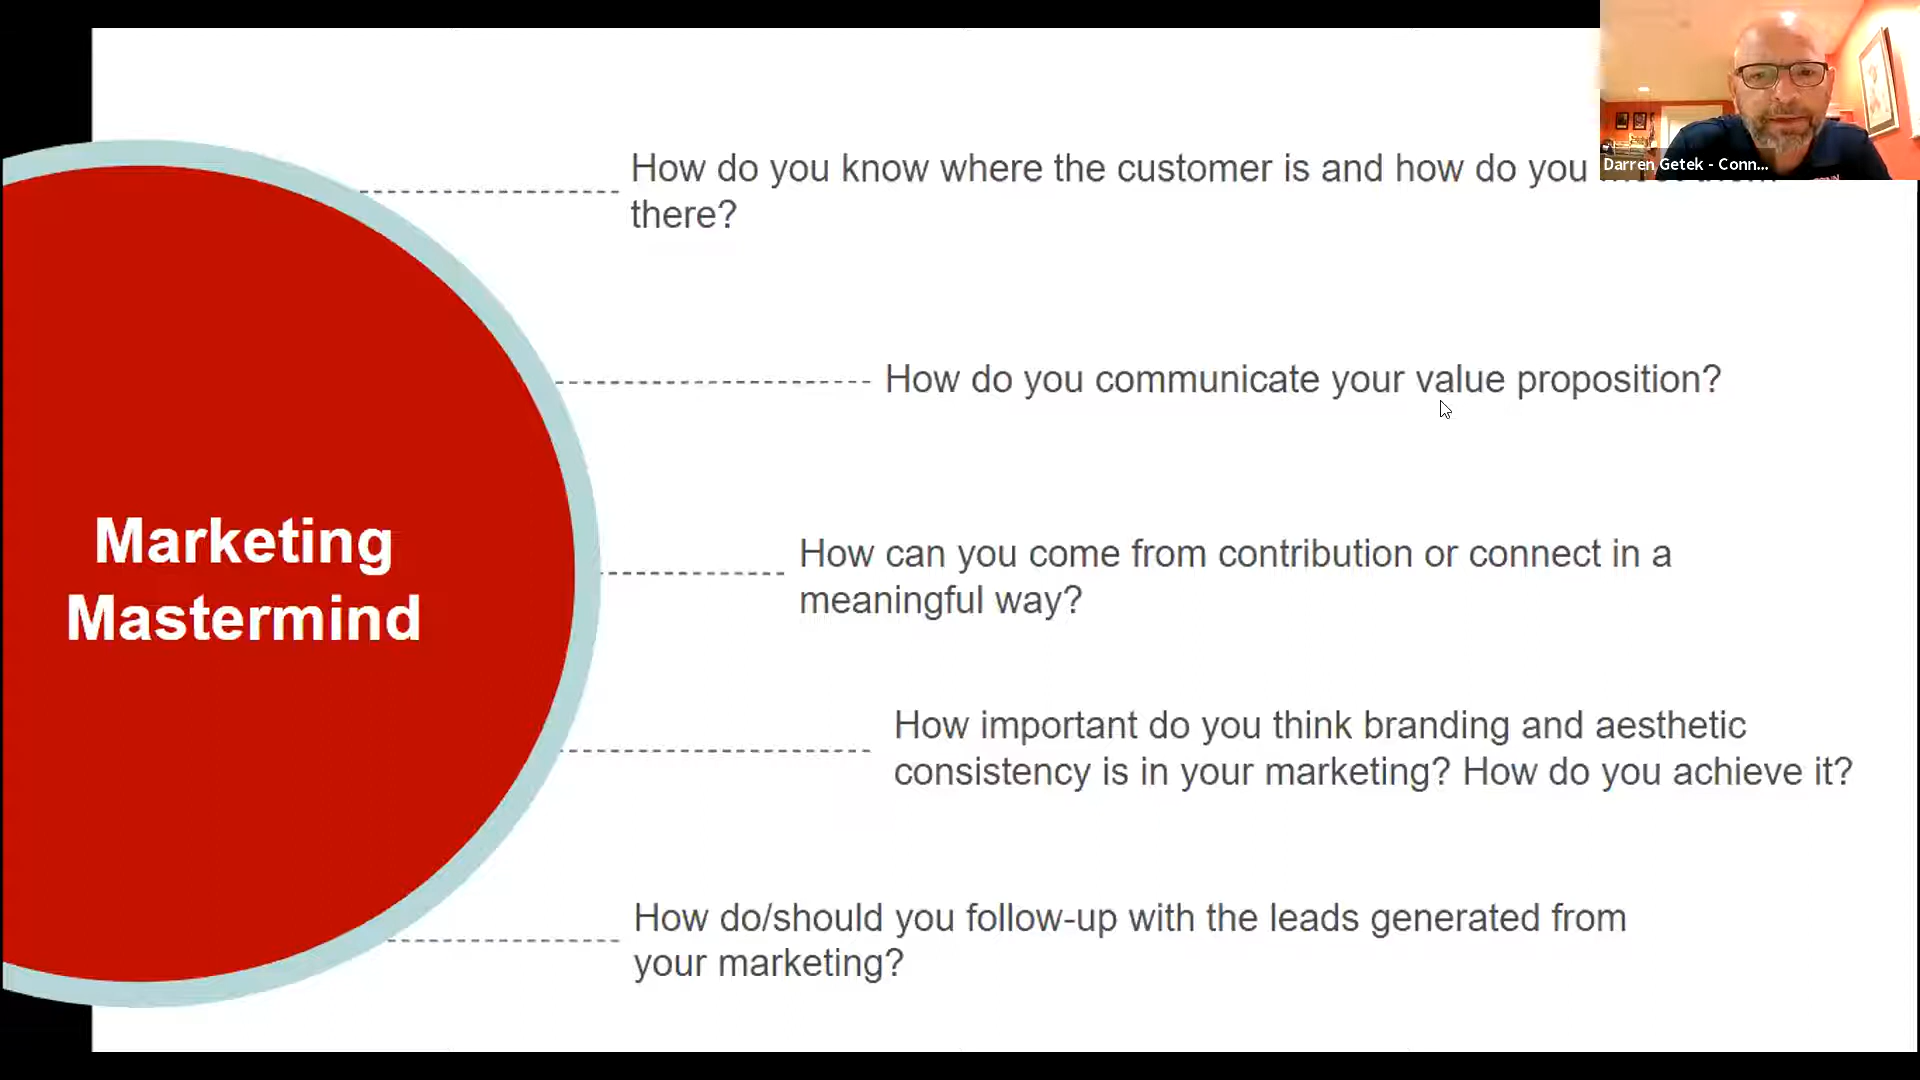 How do you know where the customer is and how do you
there?
Darren Getek - Conn...
How do you communicate your value proposition?
How can you come from contribution or connect in a
meaningful way?
Marketing
Mastermind
How important do you think branding and aesthetic
consistency is in your marketing? How do you achieve it?
How do/should you follow-up with the leads generated from
your marketing?